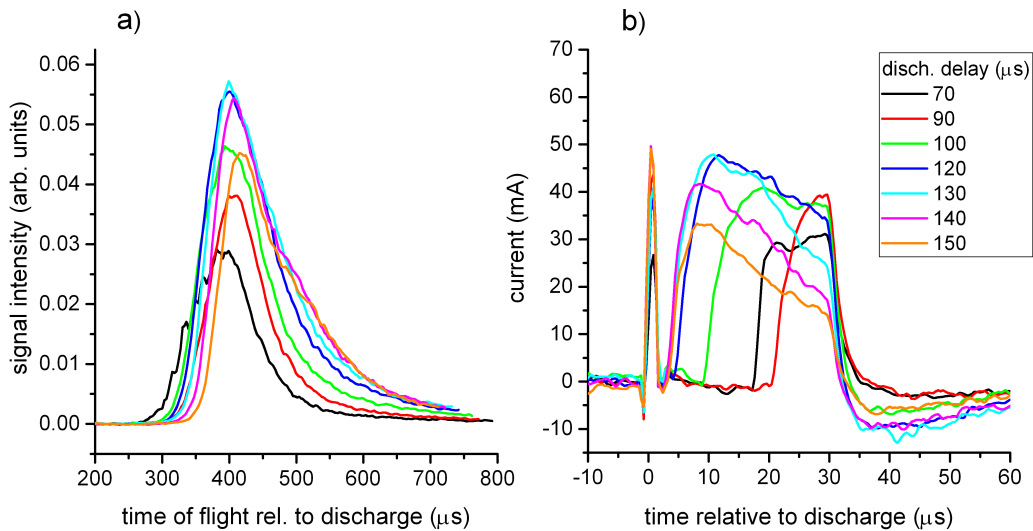 a)
b)
signal intensity (arb. units)
0.06
0.05
0.04
0.03
0.02
0.01
0.00
200 300 400 500 600 700 800
time of flight rel. to discharge (μs)
current (mA)
70
60
50
40
30
20
10
0
-10
-10 0 10 20 30 40 50 60
time relative to discharge (μs)
disch. delay (μs)
70
90
100
120
130
140
150